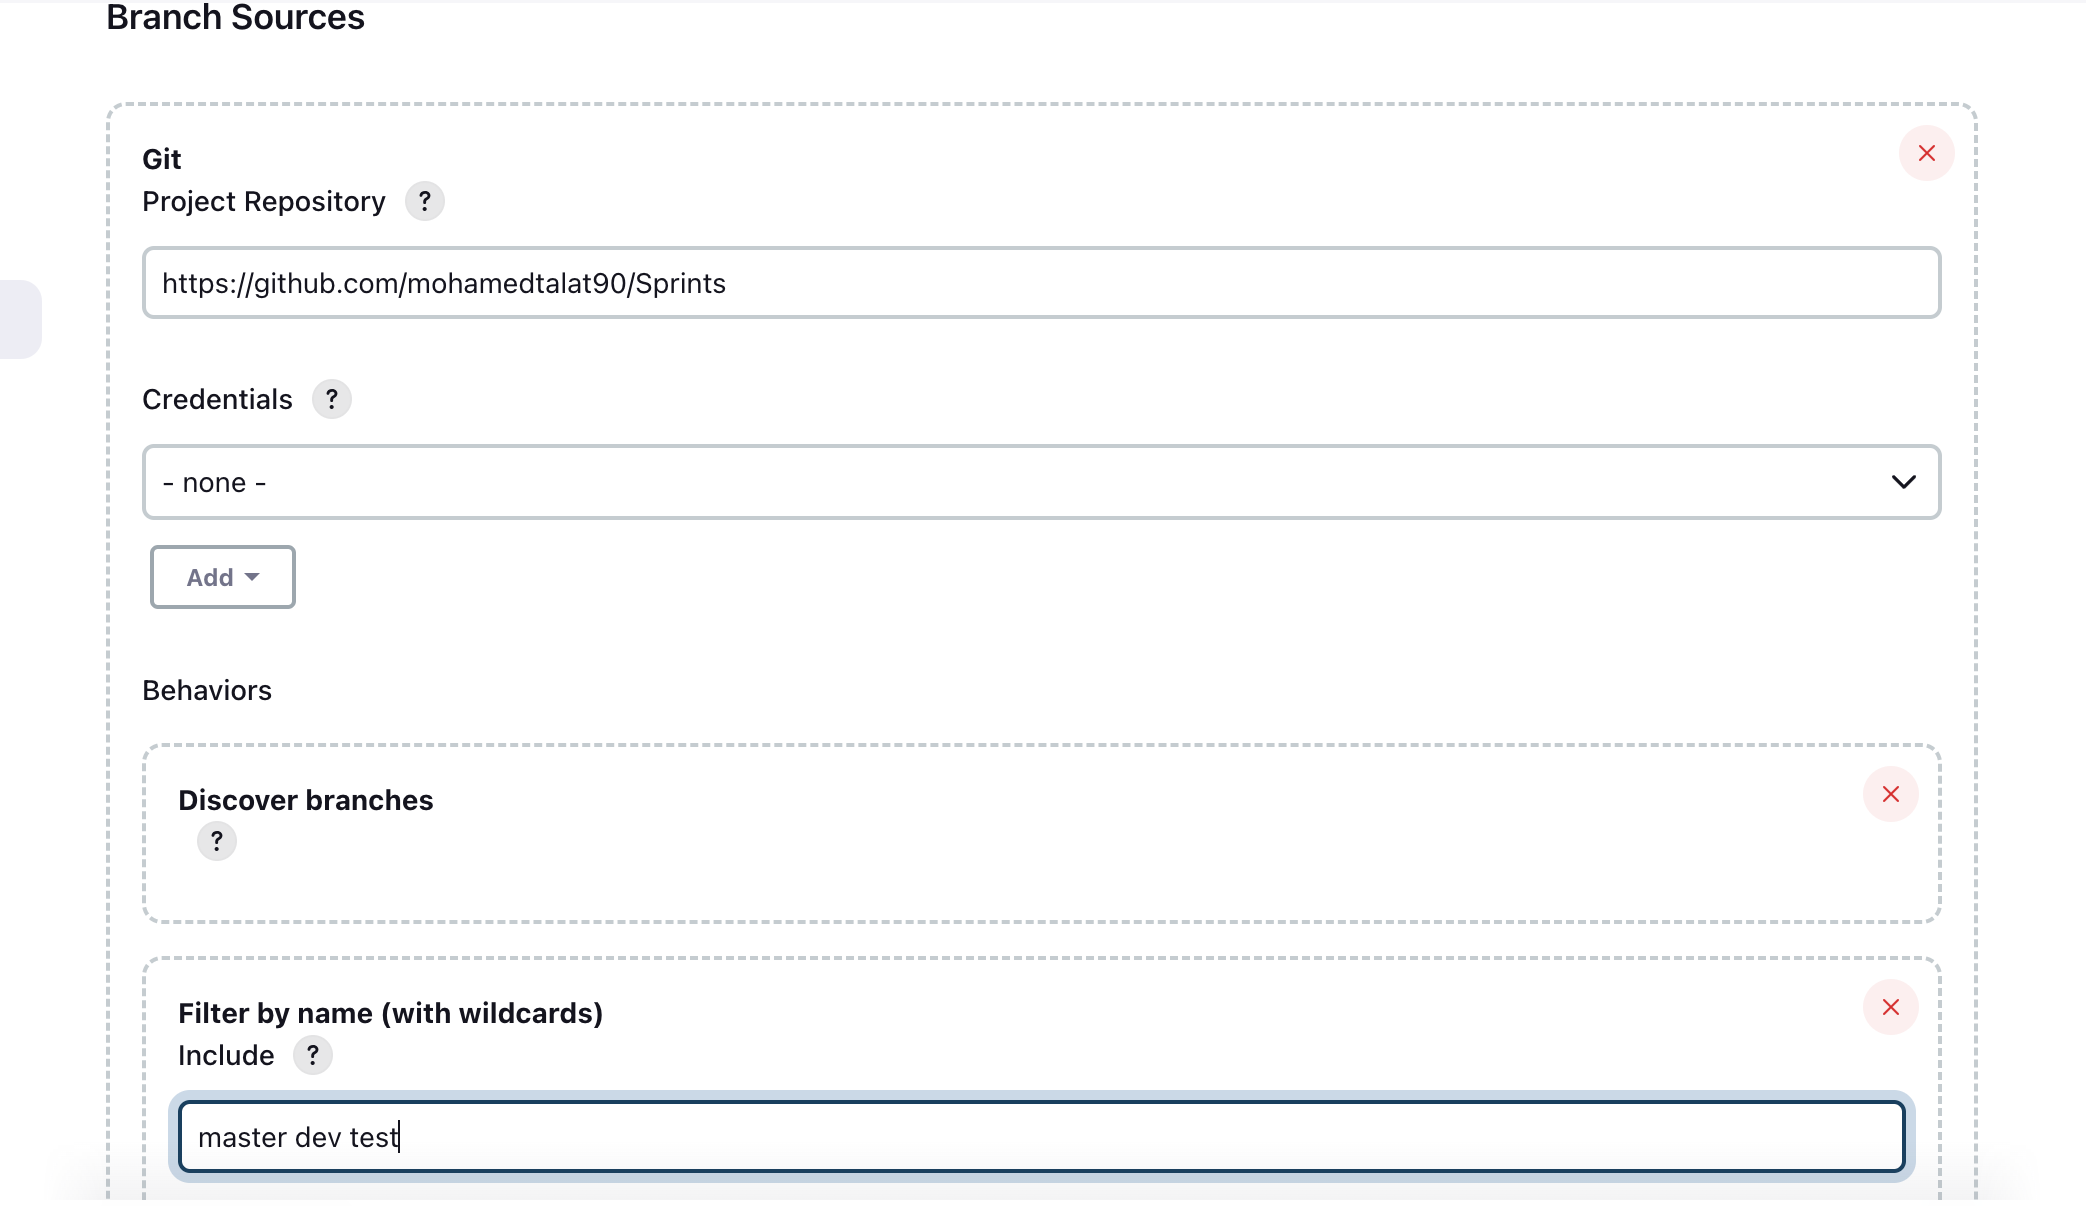 Branch Sources
Git
Project Repository ?
https://github.com/mohamedtalat90/Sprints
Credentials ?
- none -
Add
Behaviors
Discover branches
?
Filter by name (with wildcards)
Include ?
master dev test